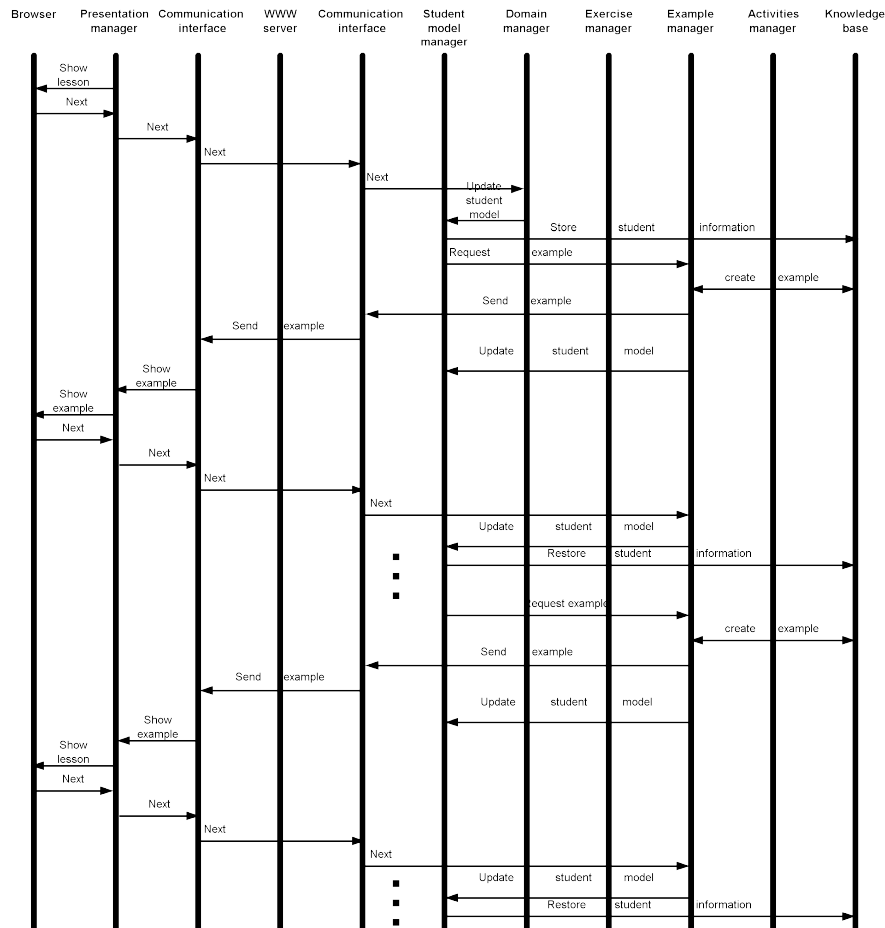 Browser
Presentation manager
Communication interface
WWW server
Communication interface
Student model manager
Domain manager
Exercise manager
Example manager
Activities manager
Knowledge base
Show lesson
Next
Next
Next
Next
Update student model
Store student information
Request example
create example
Send example
Send example
Update student model
Show example
Show example
Next
Next
Next
Next
Update student model
Restore student information
Request example
create example
Send example
Send example
Update student model
Show example
Show lesson
Next
Next
Next
Next
Update student model
Restore student information